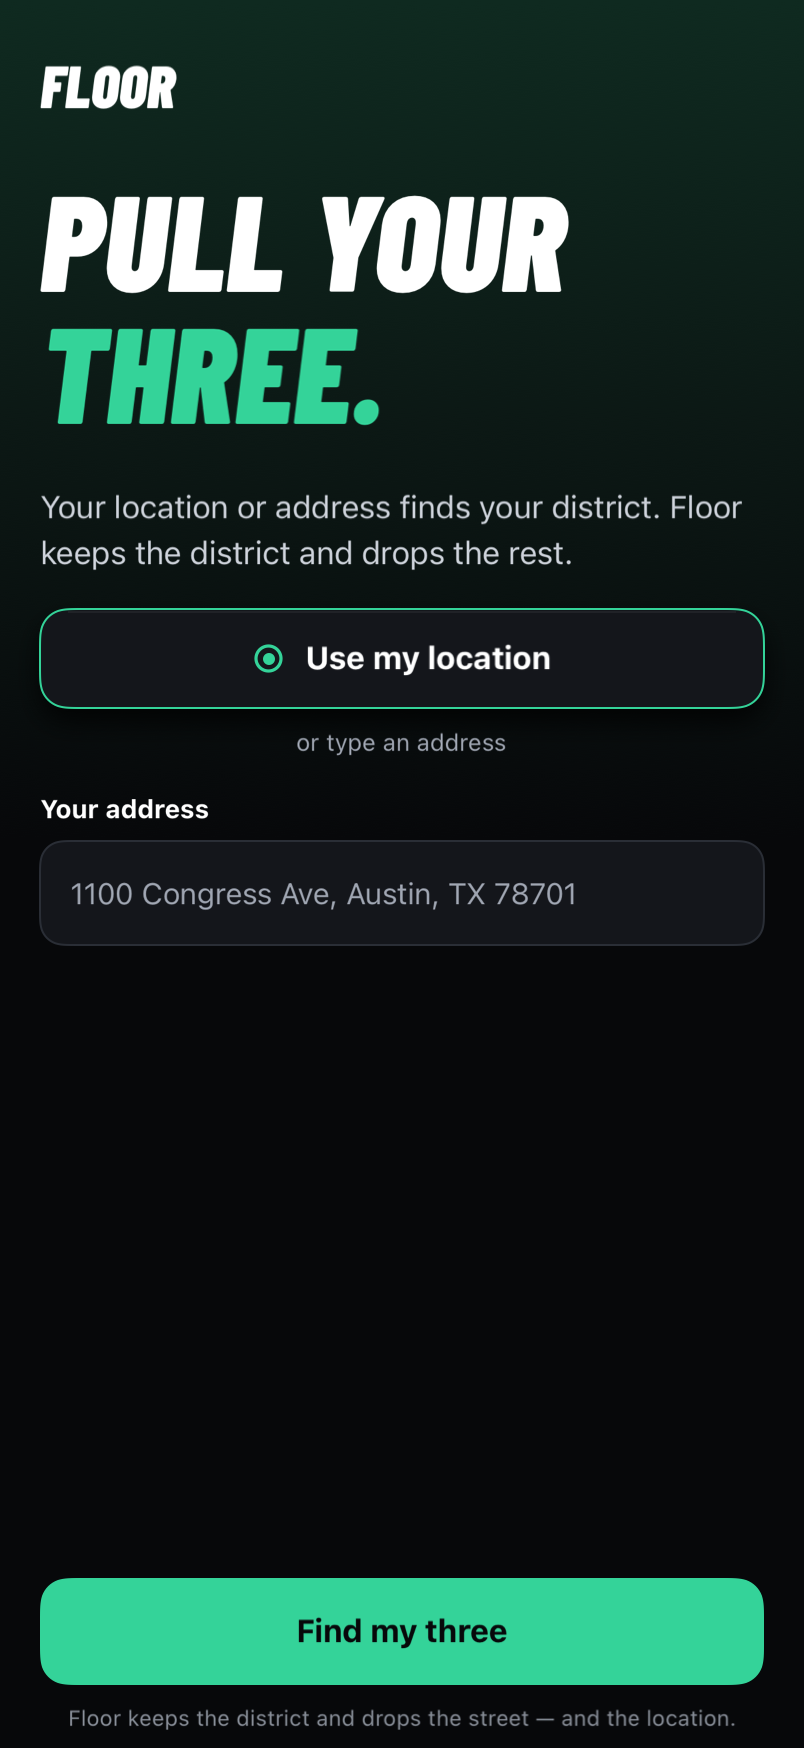 FLOOR
PULL YOUR
THREE.
Your location or address finds your district. Floor
keeps the district and drops the rest.
Use my location
or type an address
Your address
1100 Congress Ave, Austin, TX 78701
Find my three
Floor keeps the district and drops the street — and the location.